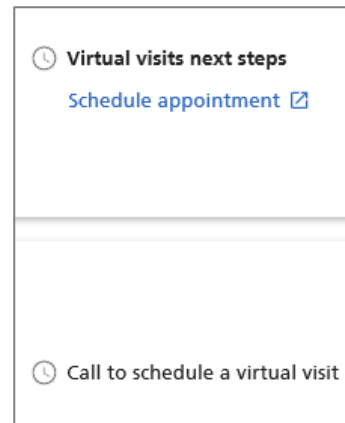 Virtual visits next steps
Schedule appointment
Call to schedule a virtual visit